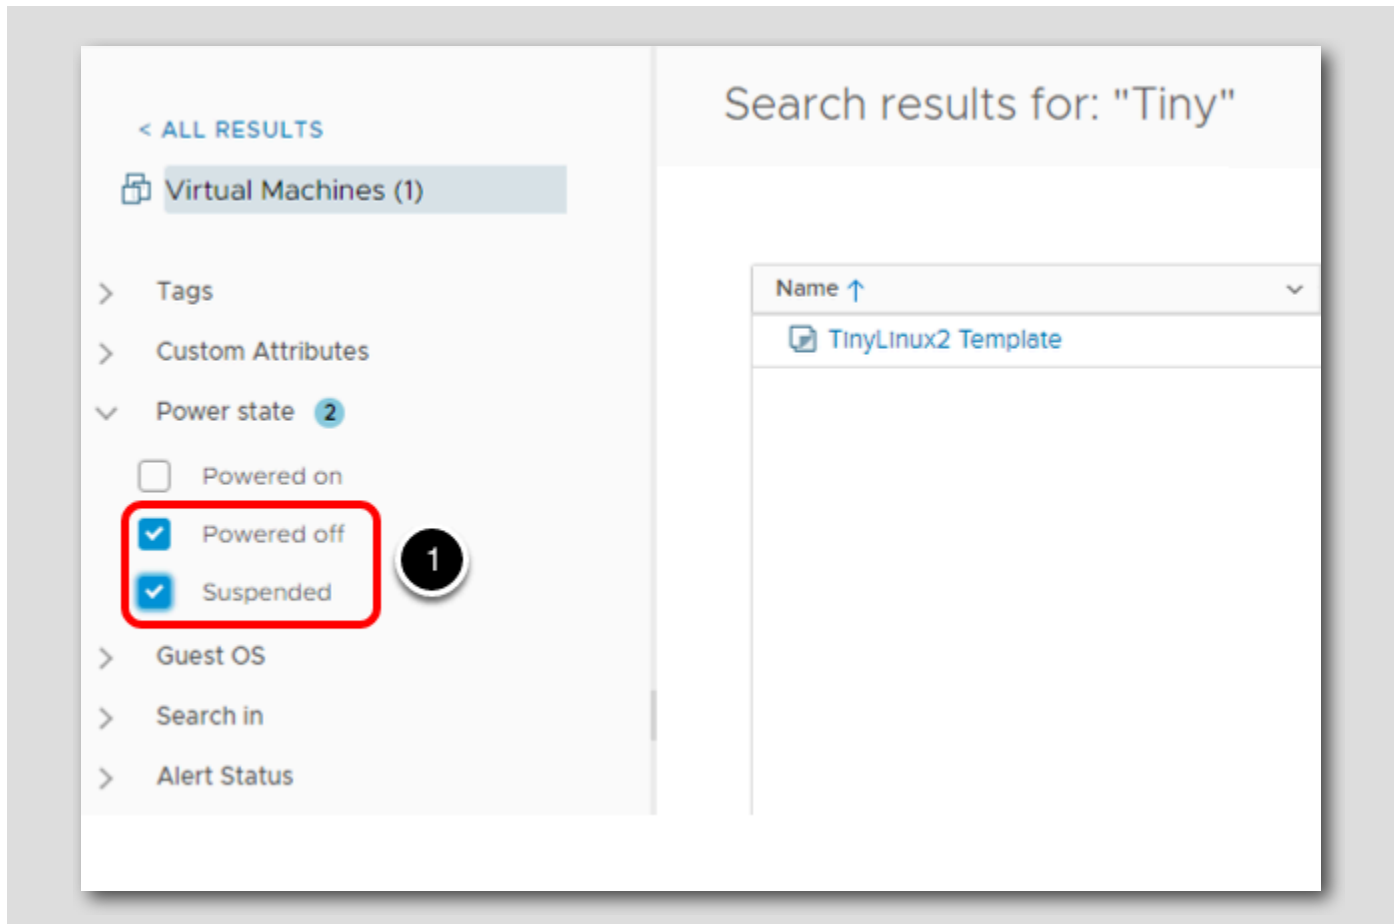 < ALL RESULTS
Virtual Machines (1)
Tags
Custom Attributes
Power state 2
Powered on
Powered off
Suspended
1
Guest OS
Search in
Alert Status
Search results for: "Tiny"
Name ↑
TinyLinux2 Template